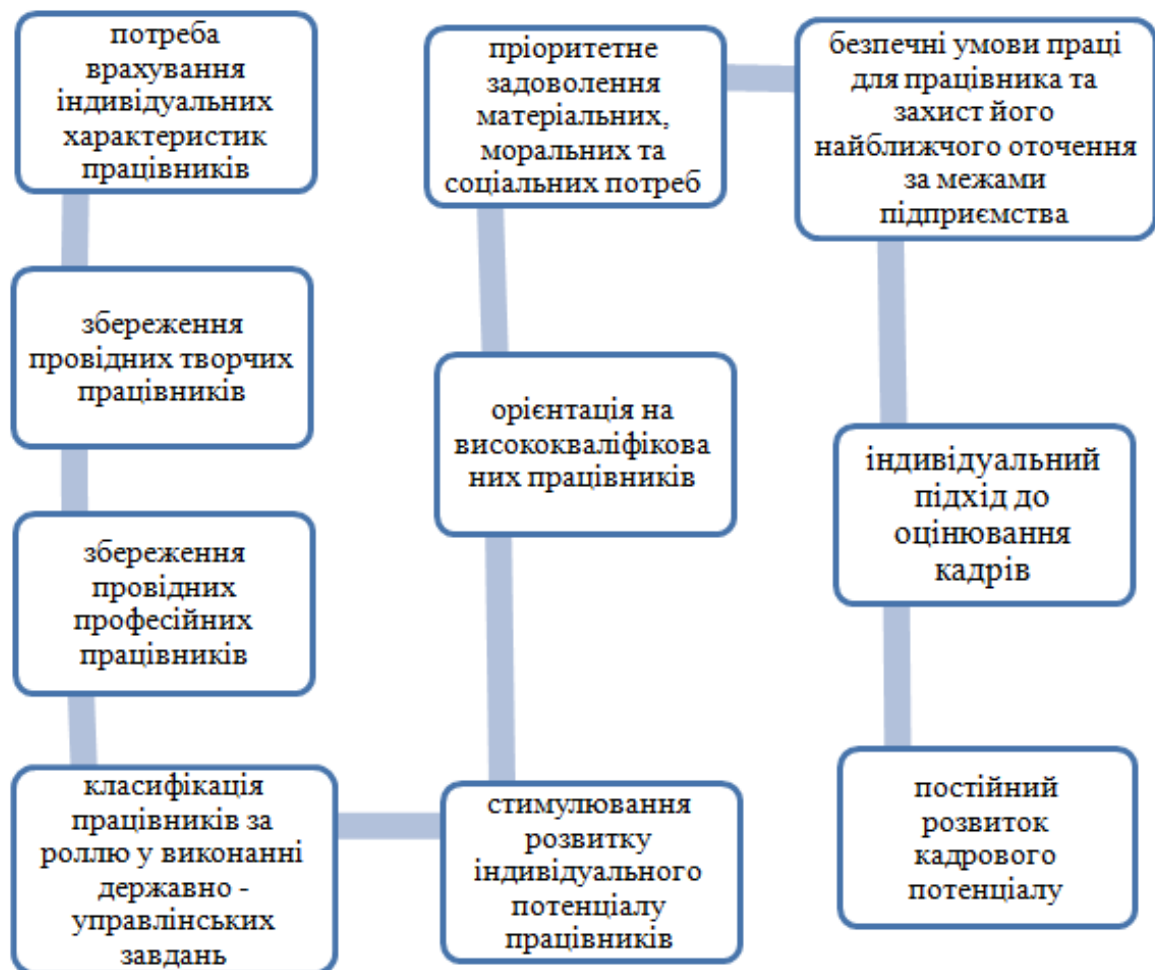 потреба
врахування
індивідуальних
характеристик
працівників
збереження
провідних творчих
працівників
збереження
провідних
професійних
працівників
класифікація
працівників за
роллю у виконанні
державно -
управлінських
завдань
стимулювання
розвитку
індивідуального
потенціалу
працівників
орієнтація на
висококваліфікова
них працівників
пріоритетне
задоволення
матеріальних,
моральних та
соціальних потреб
безпечні умови праці
для працівника та
захист його
найближчого оточення
за межами
підприємства
індивідуальний
підхід до
оцінювання
кадрів
постійний
розвиток
кадрового
потенціалу